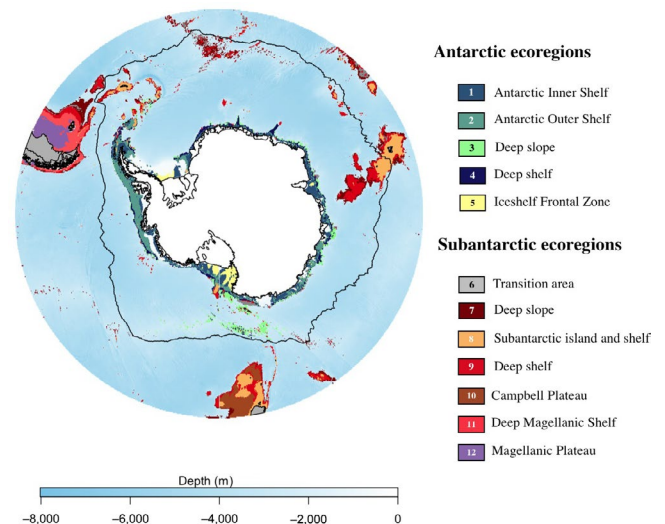 Antarctic ecoregions
1 Antarctic Inner Shelf
2 Antarctic Outer Shelf
3 Deep slope
4 Deep shelf
5 Iceshelf Frontal Zone
Subantarctic ecoregions
6 Transition area
7 Deep slope
8 Subantarctic island and shelf
9 Deep shelf
10 Campbell Plateau
11 Deep Magellanic Shelf
12 Magellanic Plateau
Depth (m)
−8,000 −6,000 −4,000 −2,000 0